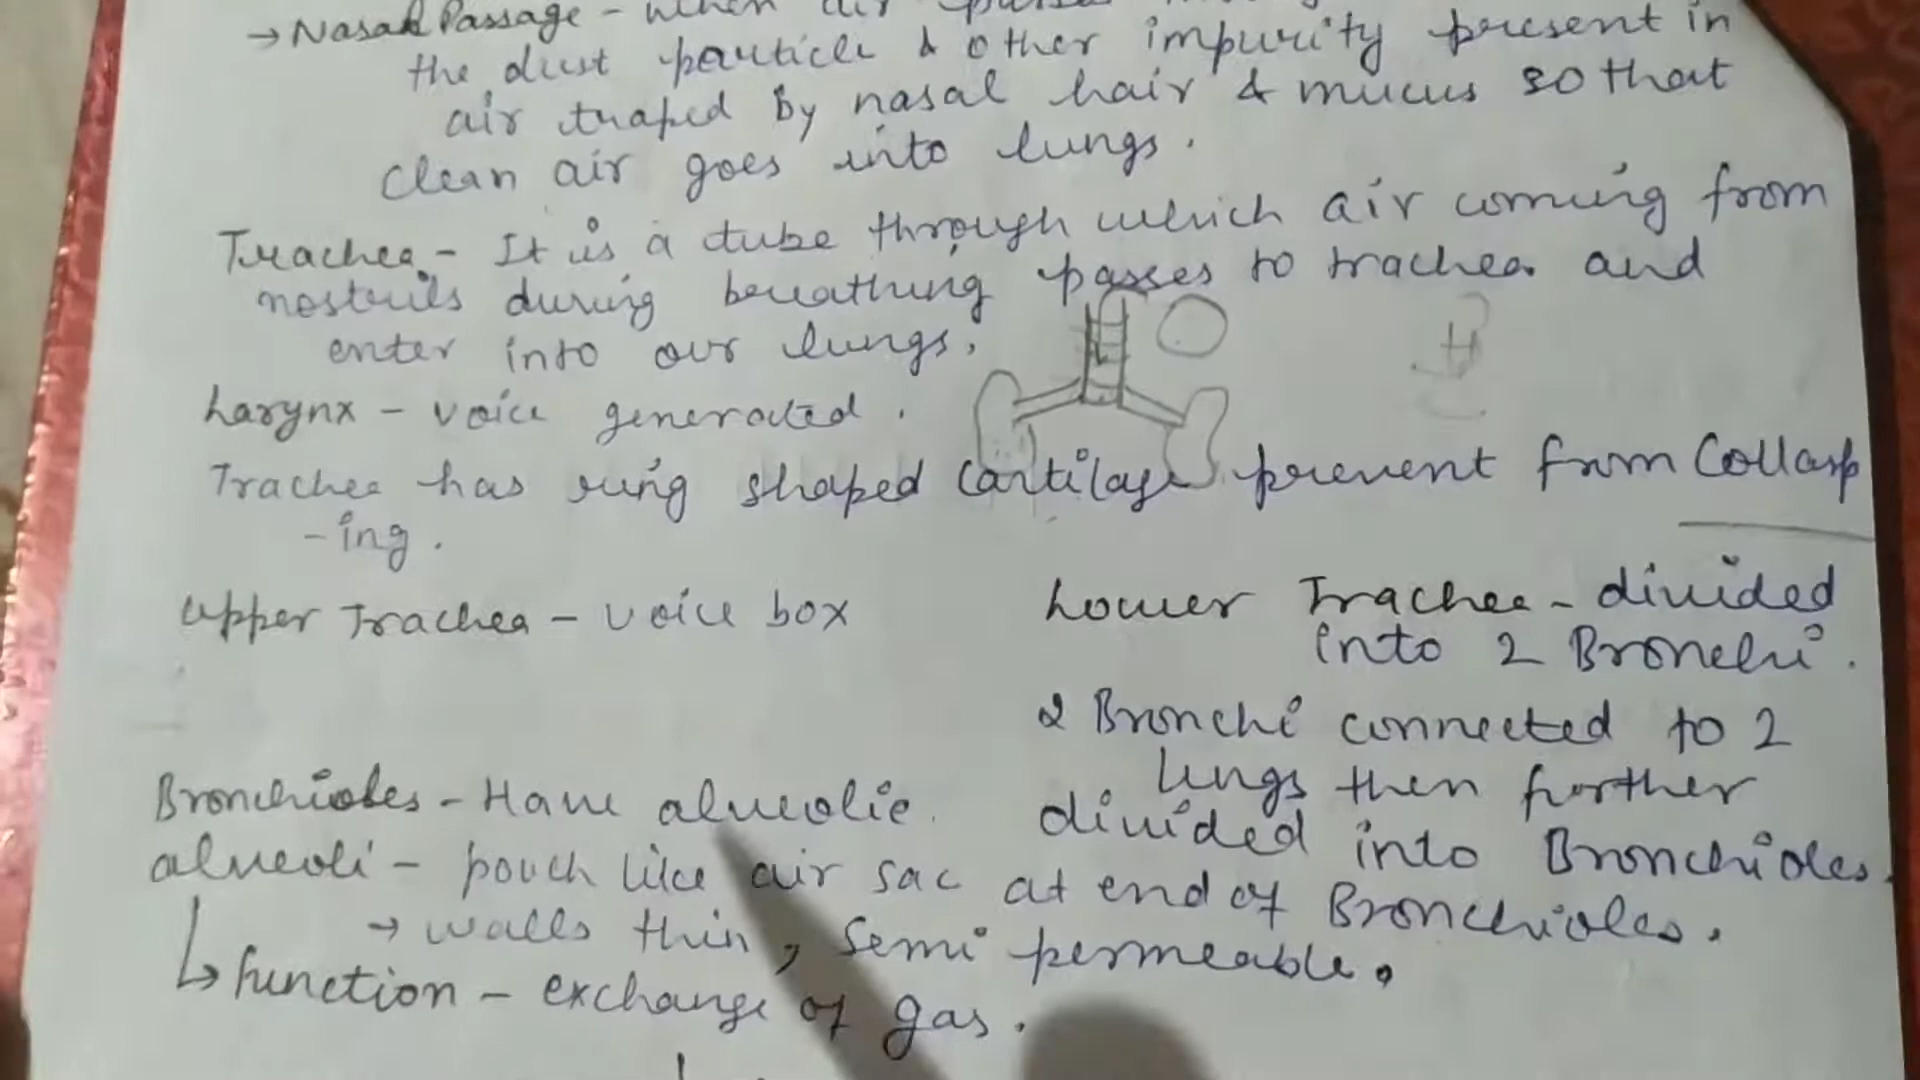 → Nasal Passage - when air
the dust particle & other impurity present in
air traped by nasal hair & mucus so that
clean air goes into lungs.
Trachea - It is a tube through which air coming from
nostrils during breathing passes to trachea and
enter into our lungs.
Larynx - voice generated.
Trachea has ring shaped Cartilage prevent from Collasp
-ing.
upper Trachea - voice box
Lower Trachea - divided
into 2 Bronchi.
2 Bronchi connected to 2
lungs then further
divided into Bronchioles.
Bronchioles - Have alveolie.
alveoli - pouch like air sac at end of Bronchioles.
→ walls thin, semi permeable.
↳ function - exchange of gas.